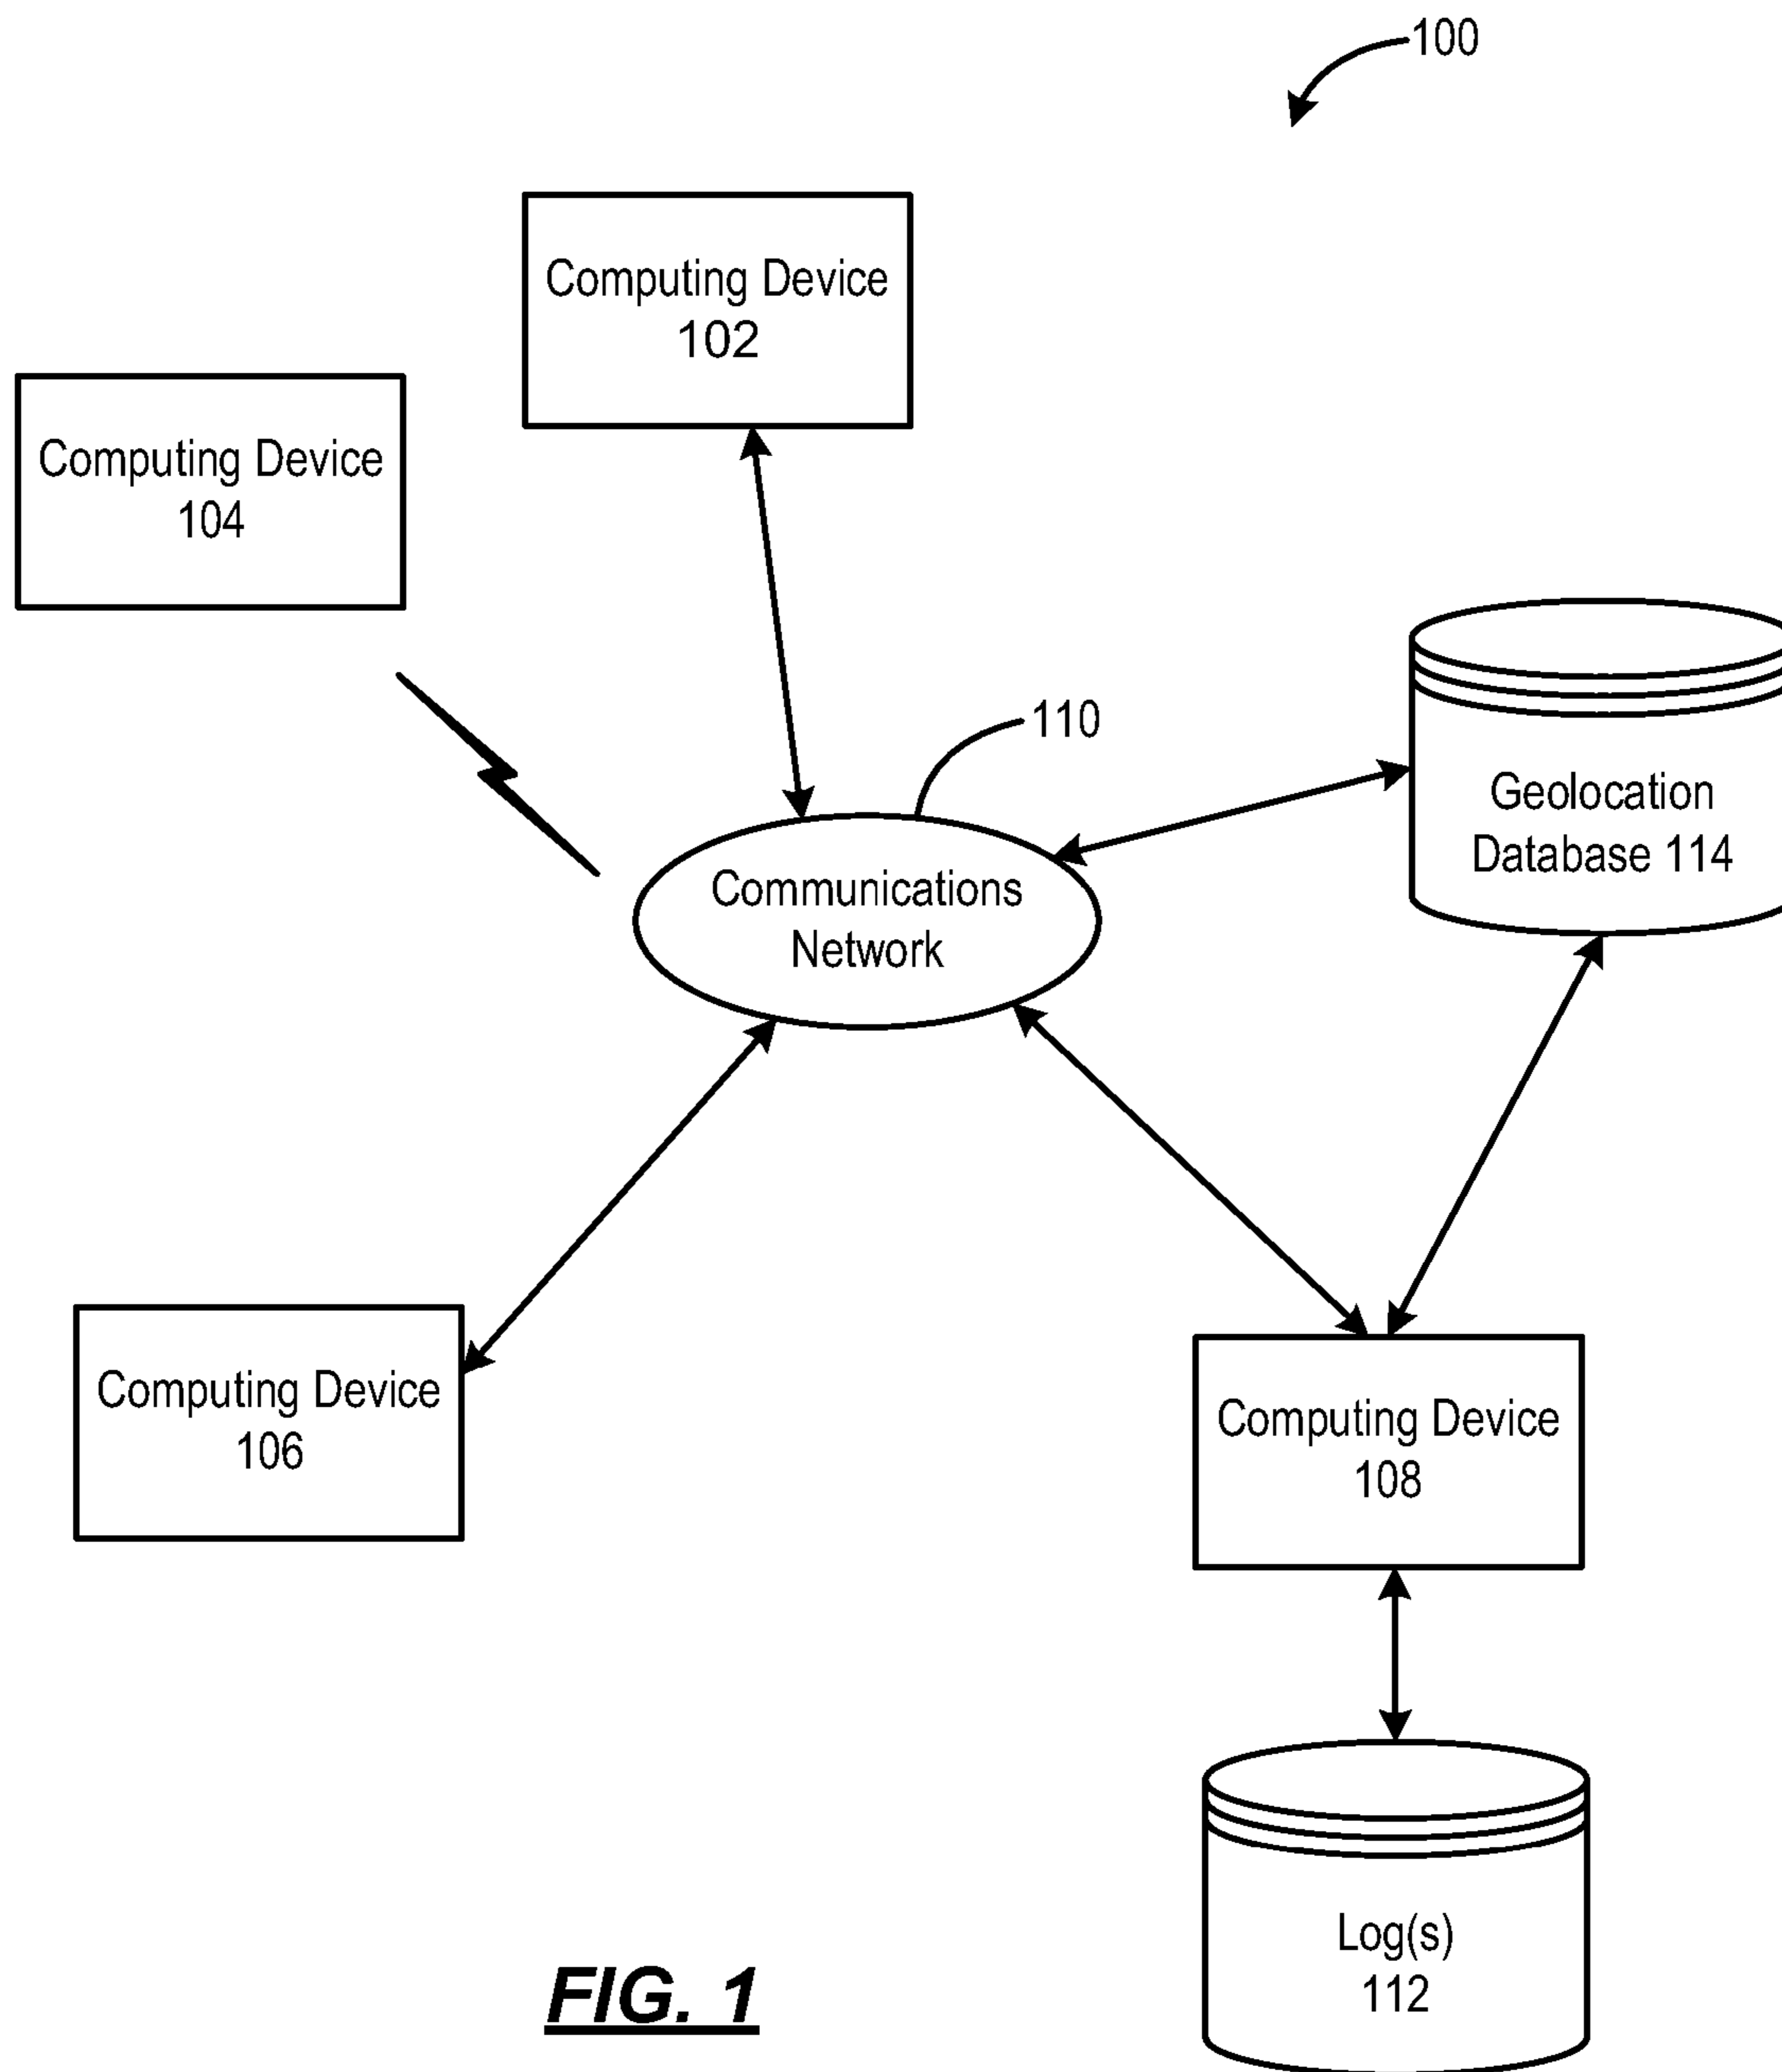 100
Computing Device
102
Computing Device
104
110
Geolocation
Database 114
Communications
Network
Computing Device
106
Computing Device
108
Log(s)
112
FIG. 1